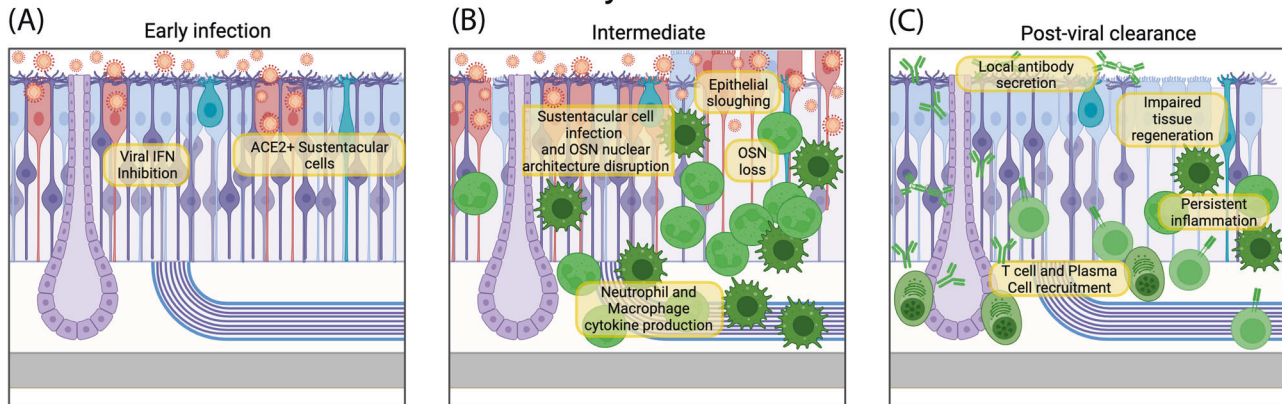 (A)
Early infection
Viral IFN
Inhibition
ACE2+ Sustentacular
cells
(B)
Intermediate
Epithelial
sloughing
Sustentacular cell
infection
and OSN nuclear
architecture disruption
OSN
loss
Neutrophil and
Macrophage
cytokine production
(C)
Post-viral clearance
Local antibody
secretion
Impaired
tissue
regeneration
Persistent
inflammation
T cell and Plasma
Cell recruitment